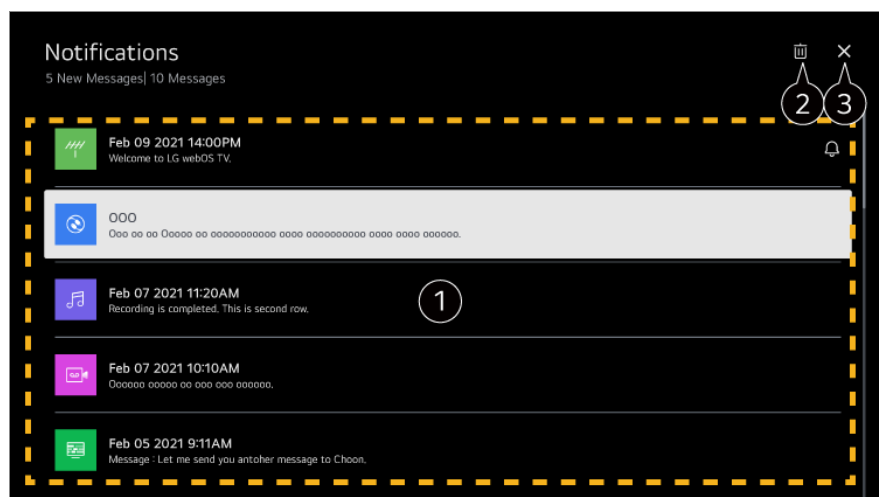 Notifications
5 New Messages| 10 Messages
2 3
Feb 09 2021 14:00PM
Welcome to LG webOS TV.
OOO
Ooo oo oo Ooooo oo ooooooooooo oooo oooooooooo oooo oooo oooooo.
Feb 07 2021 11:20AM
Recording is completed. This is second row.
1
Feb 07 2021 10:10AM
Oooooo ooooo oo ooo ooo oooooo.
Feb 05 2021 9:11AM
Message : Let me send you antoher message to Choon.